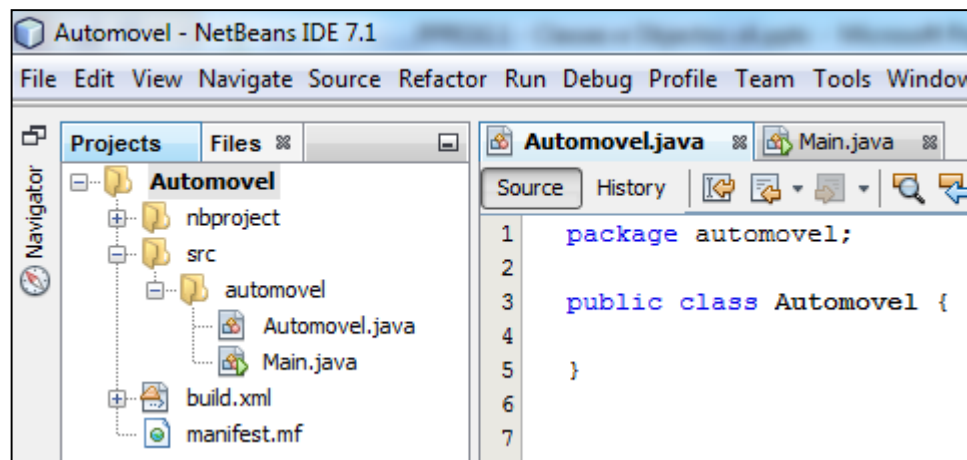 Automovel - NetBeans IDE 7.1
File Edit View Navigate Source Refactor Run Debug Profile Team Tools Window
Navigator
Projects Files
Automovel
nbproject
src
automovel
Automovel.java
Main.java
build.xml
manifest.mf
Automovel.java Main.java
Source History
1 package automovel;
2
3 public class Automovel {
4
5 }
6
7